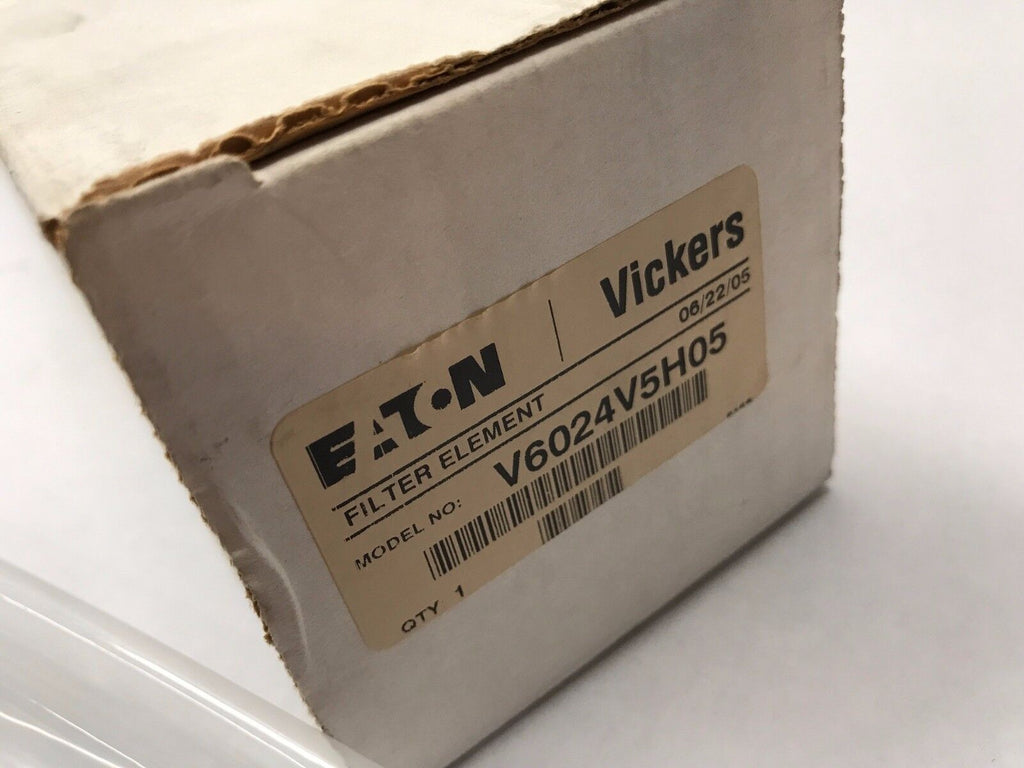 EATON | Vickers
FILTER ELEMENT 06/22/05
MODEL NO: V6024V5H05
QTY 1